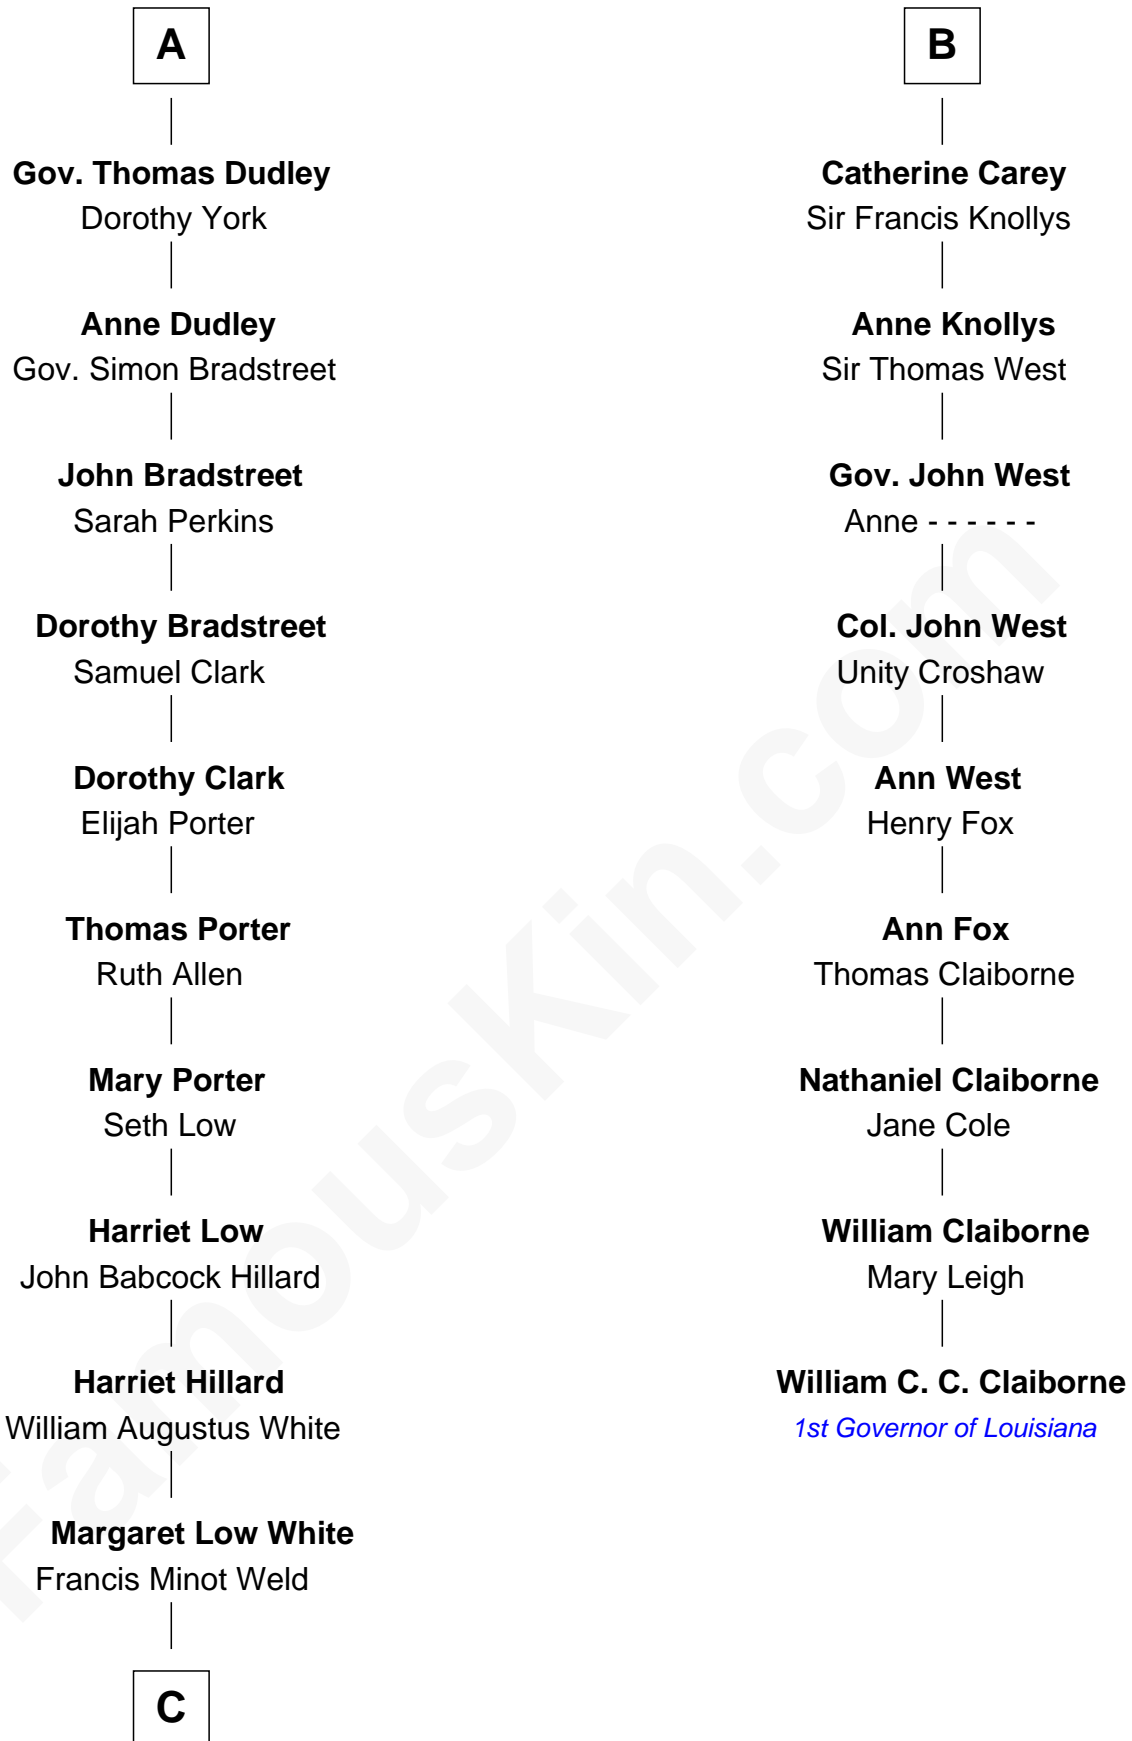 A
Gov. Thomas Dudley
Dorothy York
Anne Dudley
Gov. Simon Bradstreet
John Bradstreet
Sarah Perkins
Dorothy Bradstreet
Samuel Clark
Dorothy Clark
Elijah Porter
Thomas Porter
Ruth Allen
Mary Porter
Seth Low
Harriet Low
John Babcock Hillard
Harriet Hillard
William Augustus White
Margaret Low White
Francis Minot Weld
C
B
Catherine Carey
Sir Francis Knollys
Anne Knollys
Sir Thomas West
Gov. John West
Anne - - - - - -
Col. John West
Unity Croshaw
Ann West
Henry Fox
Ann Fox
Thomas Claiborne
Nathaniel Claiborne
Jane Cole
William Claiborne
Mary Leigh
William C. C. Claiborne
1st Governor of Louisiana
FamousKin.com